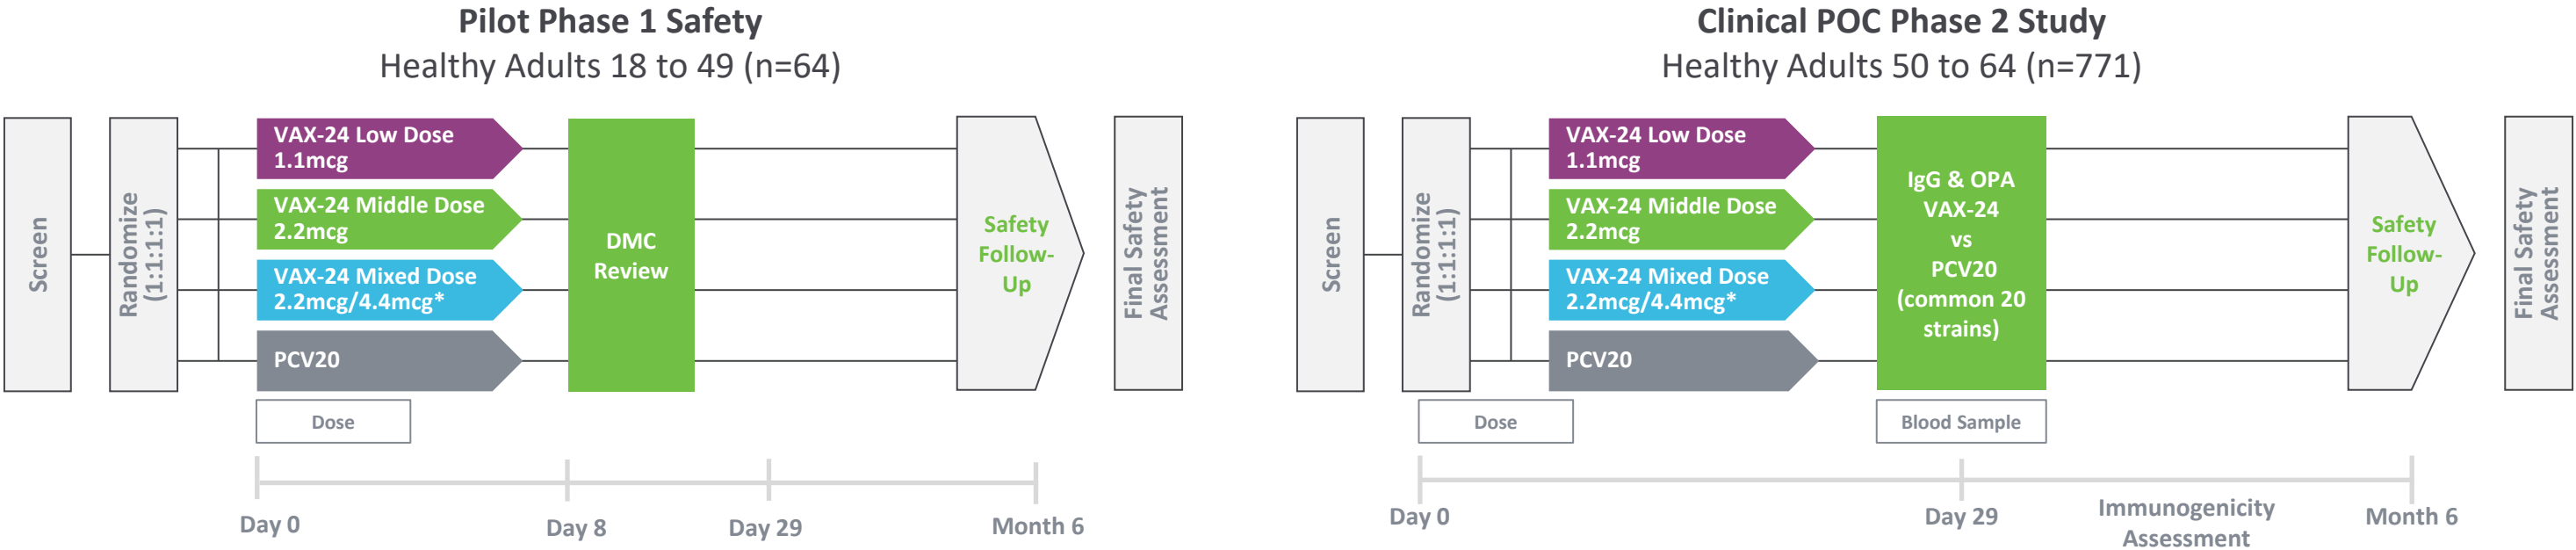 Pilot Phase 1 Safety
Healthy Adults 18 to 49 (n=64)
Screen
Randomize
(1:1:1:1)
VAX-24 Low Dose
1.1mcg
VAX-24 Middle Dose
2.2mcg
VAX-24 Mixed Dose
2.2mcg/4.4mcg*
PCV20
Dose
DMC
Review
Safety
Follow-
Up
Final Safety
Assessment
Day 0
Day 8
Day 29
Month 6
Clinical POC Phase 2 Study
Healthy Adults 50 to 64 (n=771)
Screen
Randomize
(1:1:1:1)
VAX-24 Low Dose
1.1mcg
VAX-24 Middle Dose
2.2mcg
VAX-24 Mixed Dose
2.2mcg/4.4mcg*
PCV20
Dose
IgG & OPA
VAX-24
vs
PCV20
(common 20
strains)
Blood Sample
Safety
Follow-
Up
Final Safety
Assessment
Day 0
Day 29
Immunogenicity
Assessment
Month 6